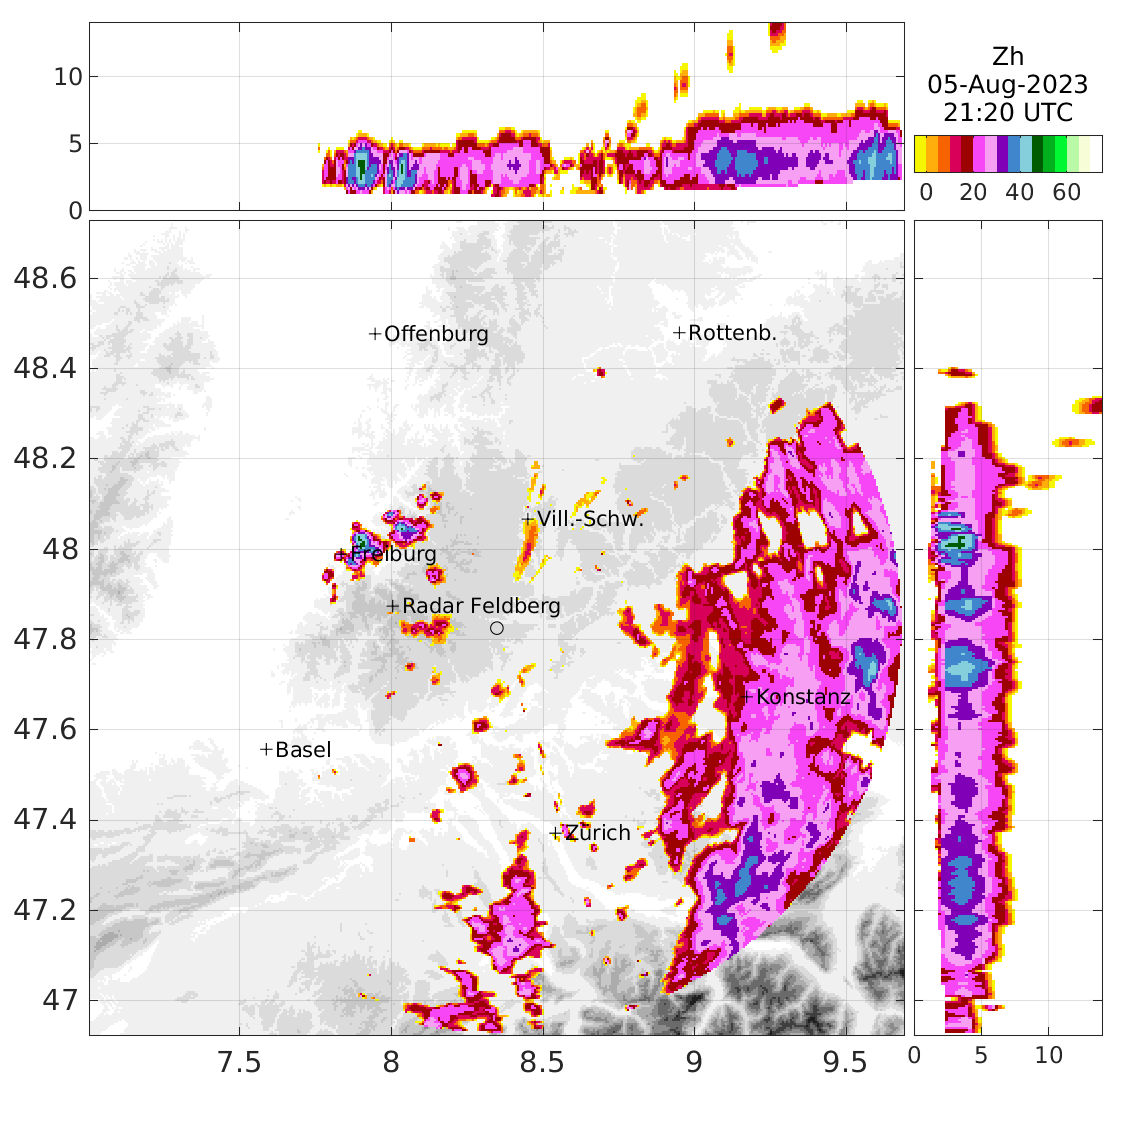 Zh
05-Aug-2023
21:20 UTC
0 20 40 60
10
5
0
48.6
48.4
48.2
48
47.8
47.6
47.4
47.2
47
+Offenburg
+Rottenb.
+Vill.-Schw.
+Freiburg
+Radar Feldberg
+Konstanz
+Basel
+Zurich
7.5 8 8.5 9 9.5
0 5 10